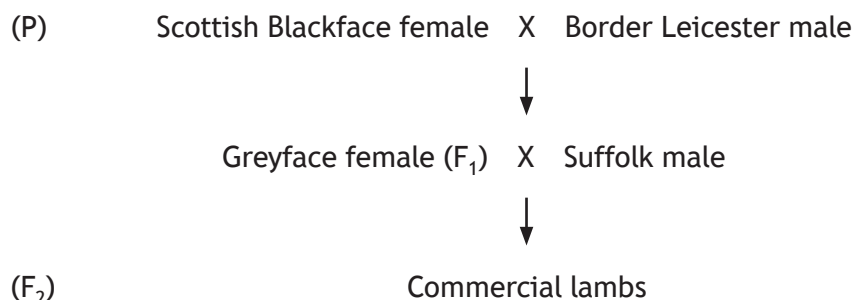 (P) Scottish Blackface female X Border Leicester male
Greyface female (F₁) X Suffolk male
(F₂) Commercial lambs